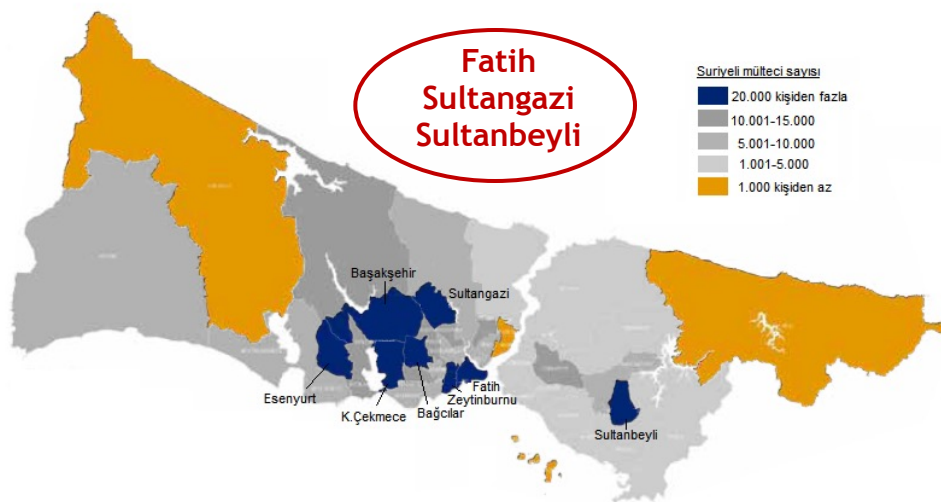 Fatih
Sultangazi
Sultanbeyli
Suriyeli mülteci sayısı
20.000 kişiden fazla
10.001-15.000
5.001-10.000
1.001-5.000
1.000 kişiden az
Başakşehir
Sultangazi
Esenyurt
K.Çekmece
Bağcılar
Fatih
Zeytinburnu
Sultanbeyli